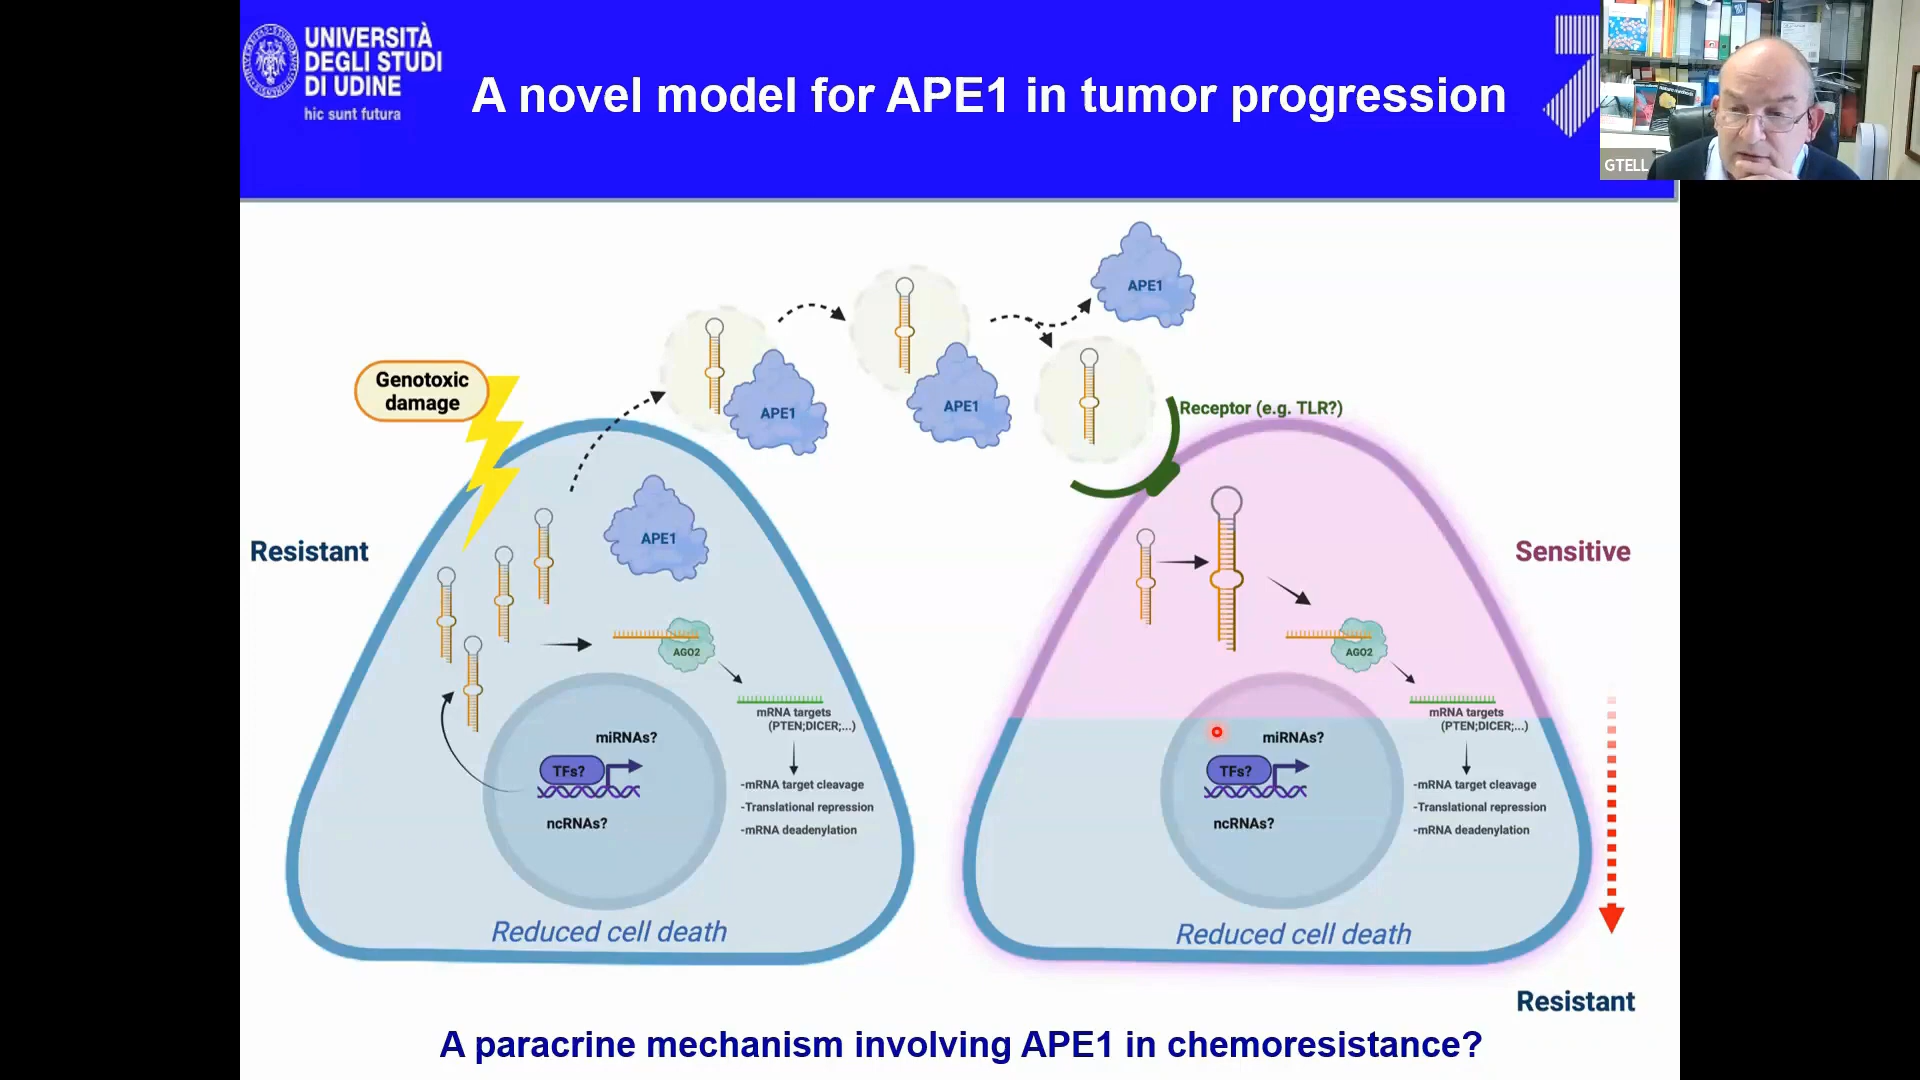 UNIVERSITÀ
DEGLI STUDI
DI UDINE
hic sunt futura
A novel model for APE1 in tumor progression
GTELL
APE1
Genotoxic
damage
APE1
APE1
Receptor (e.g. TLR?)
Resistant
APE1
Sensitive
AGO2
mRNA targets
(PTEN;DICER;...)
miRNAs?
TFs?
-mRNA target cleavage
-Translational repression
ncRNAs?
-mRNA deadenylation
Reduced cell death
AGO2
mRNA targets
(PTEN;DICER;...)
miRNAs?
TFs?
-mRNA target cleavage
-Translational repression
ncRNAs?
-mRNA deadenylation
Reduced cell death
Resistant
A paracrine mechanism involving APE1 in chemoresistance?